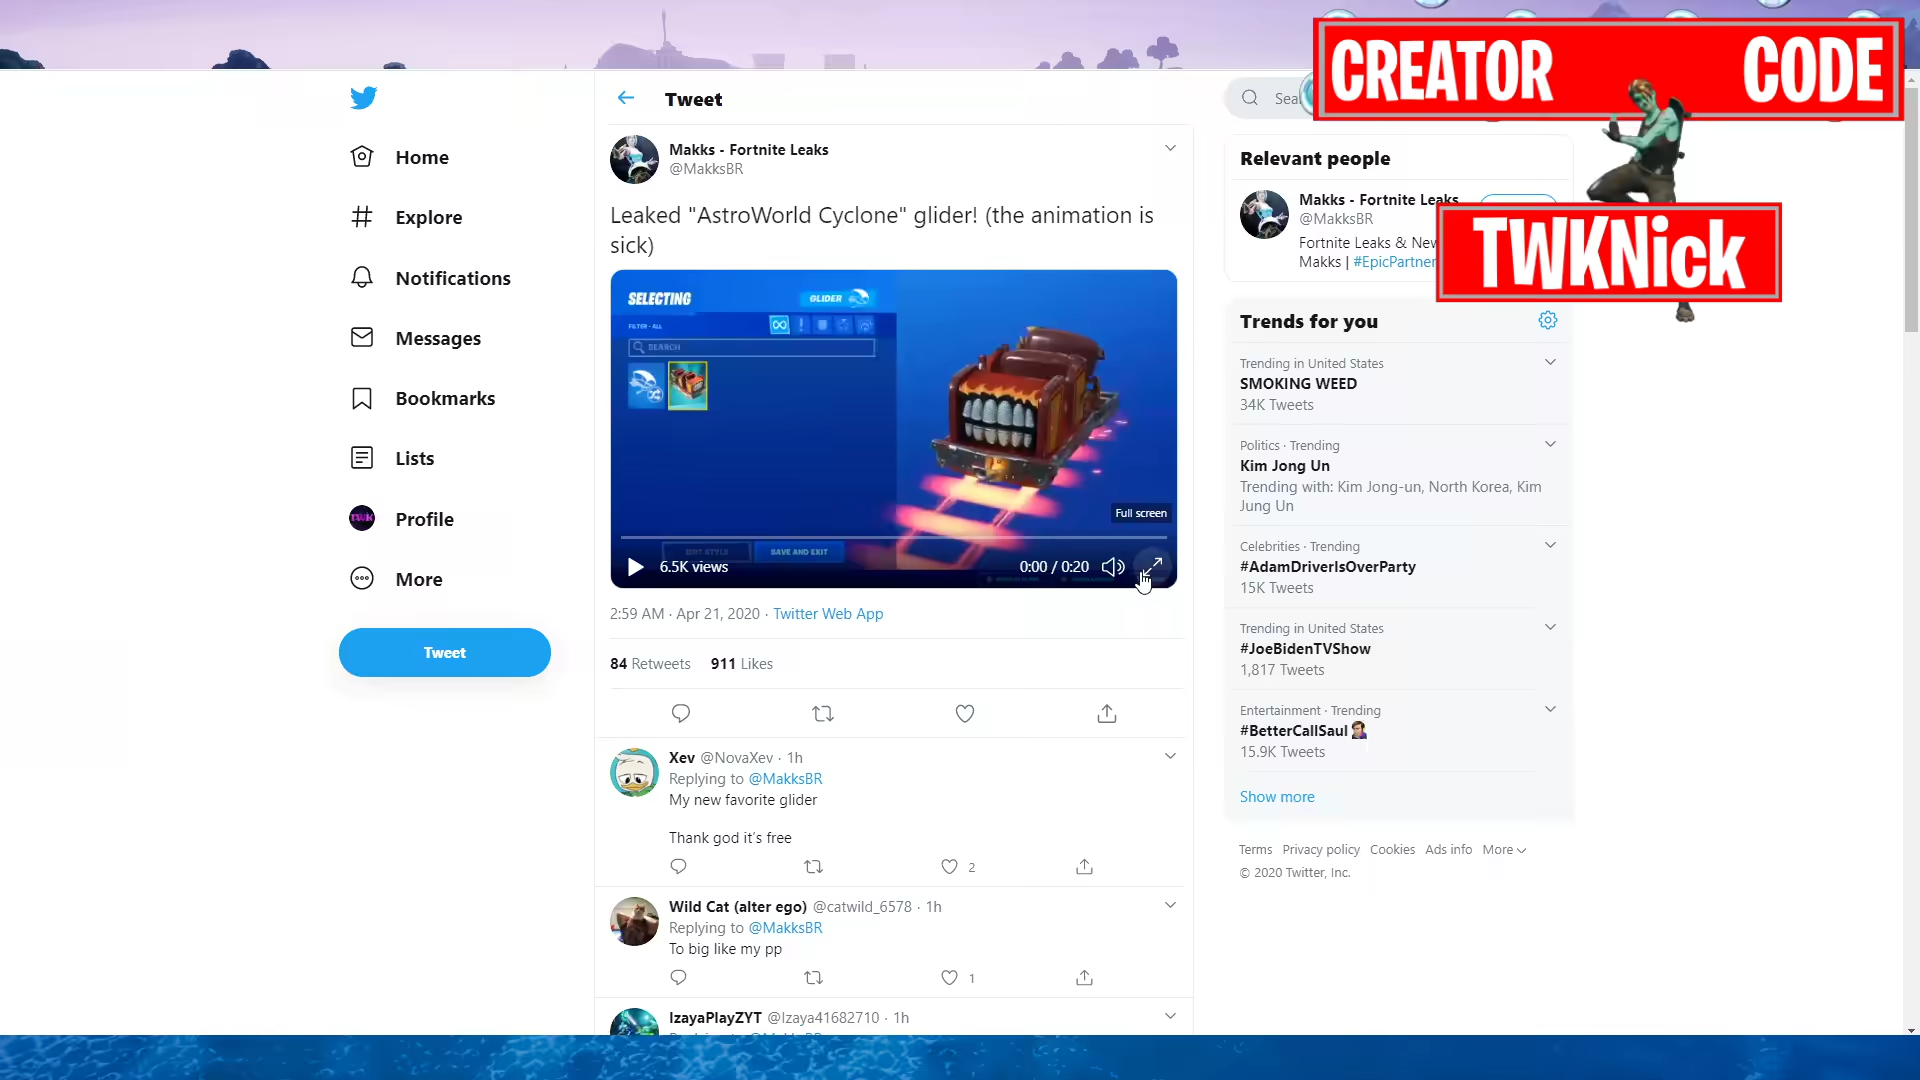 CREATOR CODE
TWKNick
Home
Explore
Notifications
Messages
Bookmarks
Lists
TWK
Profile
More
Tweet
Tweet
Makks - Fortnite Leaks
@MakksBR
Leaked "AstroWorld Cyclone" glider! (the animation is
sick)
SELECTING
GLIDER
FILTER - ALL
SEARCH
EDIT STYLE
SAVE AND EXIT
Full screen
6.5K views
0:00 / 0:20
2:59 AM · Apr 21, 2020 · Twitter Web App
84 Retweets 911 Likes
Xev @NovaXev · 1h
Replying to @MakksBR
My new favorite glider
Thank god it's free
2
Wild Cat (alter ego) @catwild_6578 · 1h
Replying to @MakksBR
To big like my pp
1
IzayaPlayZYT @Izaya41682710 · 1h
Sea
Relevant people
Makks - Fortnite Leaks
@MakksBR
Fortnite Leaks & New
Makks | #EpicPartner
Trends for you
Trending in United States
SMOKING WEED
34K Tweets
Politics · Trending
Kim Jong Un
Trending with: Kim Jong-un, North Korea, Kim
Jung Un
Celebrities · Trending
#AdamDriverIsOverParty
15K Tweets
Trending in United States
#JoeBidenTVShow
1,817 Tweets
Entertainment · Trending
#BetterCallSaul
15.9K Tweets
Show more
Terms Privacy policy Cookies Ads info More
© 2020 Twitter, Inc.